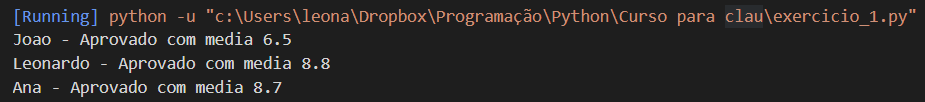 [Running] python -u "c:\Users\leona\Dropbox\Programação\Python\Curso para clau\exercicio_1.py"
Joao - Aprovado com media 6.5
Leonardo - Aprovado com media 8.8
Ana - Aprovado com media 8.7